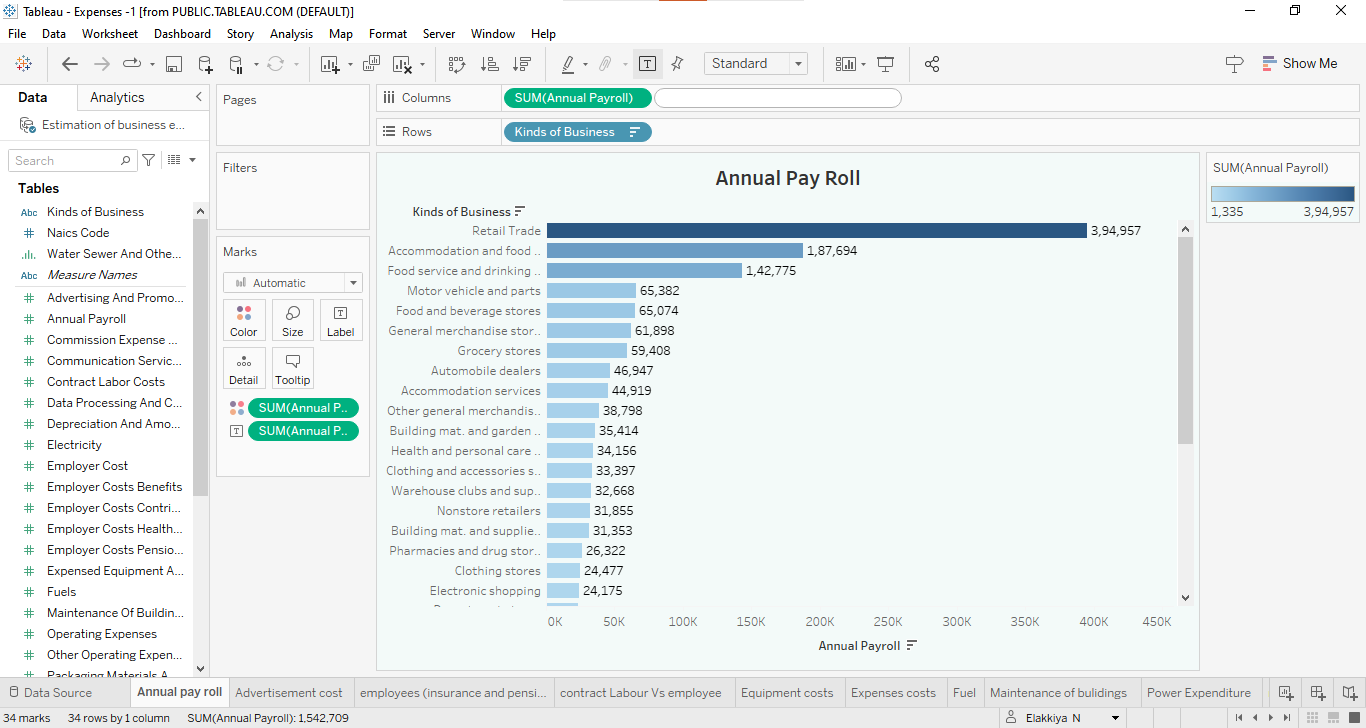 Tableau - Expenses -1 [from PUBLIC.TABLEAU.COM (DEFAULT)]
File Data Worksheet Dashboard Story Analysis Map Format Server Window Help
Standard
Show Me
Data Analytics
Estimation of business e...
Search
Tables
Abc Kinds of Business
# Naics Code
Water Sewer And Othe...
Abc Measure Names
# Advertising And Promo...
# Annual Payroll
# Commission Expense ...
# Communication Servic...
# Contract Labor Costs
# Data Processing And C...
# Depreciation And Amo...
# Electricity
# Employer Cost
# Employer Costs Benefits
# Employer Costs Contri...
# Employer Costs Health...
# Employer Costs Pensio...
# Expensed Equipment A...
# Fuels
# Maintenance Of Buildin...
# Operating Expenses
# Other Operating Expen...
# Packaging Materials A...
Pages
Filters
Marks
Automatic
Color Size Label
Detail Tooltip
SUM(Annual P..
SUM(Annual P..
Columns SUM(Annual Payroll)
Rows Kinds of Business
Annual Pay Roll
Kinds of Business
Retail Trade 3,94,957
Accommodation and food .. 1,87,694
Food service and drinking .. 1,42,775
Motor vehicle and parts 65,382
Food and beverage stores 65,074
General merchandise stor.. 61,898
Grocery stores 59,408
Automobile dealers 46,947
Accommodation services 44,919
Other general merchandis.. 38,798
Building mat. and garden .. 35,414
Health and personal care .. 34,156
Clothing and accessories s.. 33,397
Warehouse clubs and sup.. 32,668
Nonstore retailers 31,855
Building mat. and supplie.. 31,353
Pharmacies and drug stor.. 26,322
Clothing stores 24,477
Electronic shopping 24,175
0K 50K 100K 150K 200K 250K 300K 350K 400K 450K
Annual Payroll
SUM(Annual Payroll)
1,335 3,94,957
Data Source Annual pay roll Advertisement cost employees (insurance and pensi... contract Labour Vs employee Equipment costs Expenses costs Fuel Maintenance of bulidings Power Expenditure
34 marks 34 rows by 1 column SUM(Annual Payroll): 1,542,709 Elakkiya N